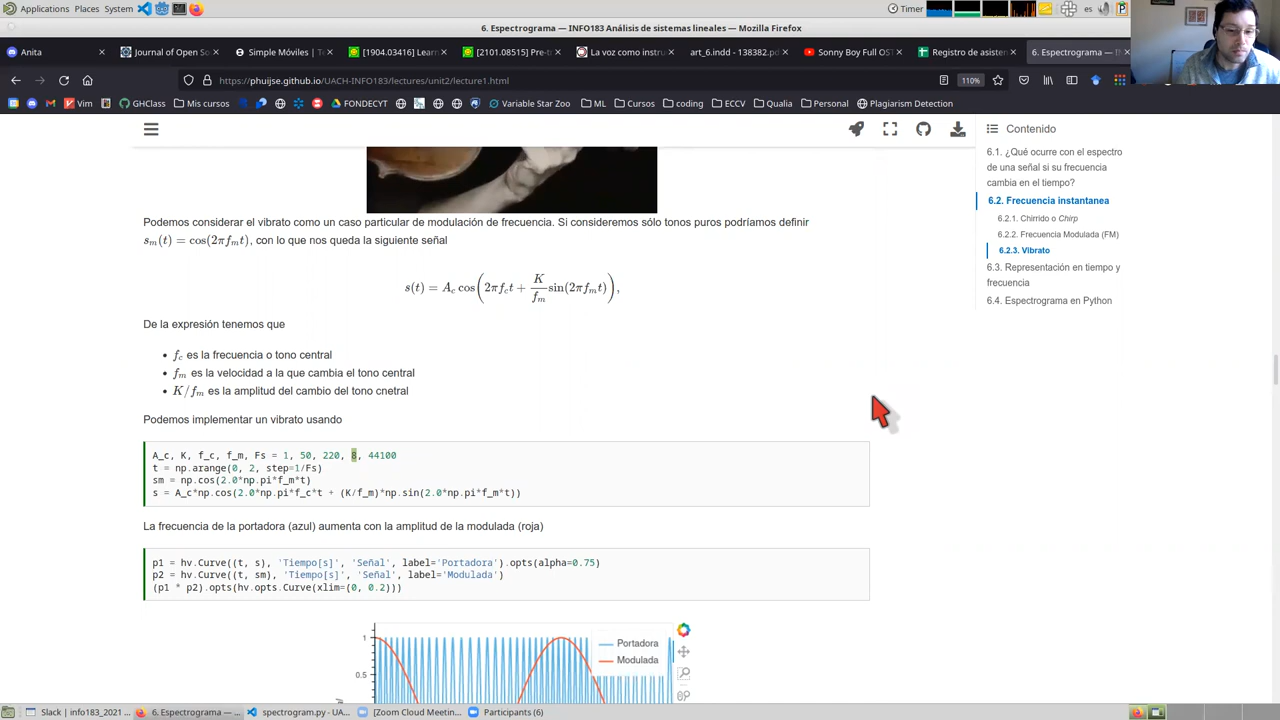 Applications Places System
Timer
es
6. Espectrograma — INFO183 Análisis de sistemas lineales — Mozilla Firefox
Anita
Journal of Open So
Simple Móviles | Tu
[1904.03416] Learn
[2101.08515] Pre-
La voz como instru
art_6.indd - 138382.pd
Sonny Boy Full OST
Registro de asisten
6. Espectrograma —
https://phuijse.github.io/UACH-INFO183/lectures/unit2/lecture1.html
110%
Vim
GHClass
Mis cursos
FONDECYT
Variable Star Zoo
ML
Cursos
coding
ECCV
Qualia
Personal
Plagiarism Detection
Contenido
6.1. ¿Qué ocurre con el espectro
de una señal si su frecuencia
cambia en el tiempo?
6.2. Frecuencia instantanea
6.2.1. Chirrido o Chirp
6.2.2. Frecuencia Modulada (FM)
6.2.3. Vibrato
6.3. Representación en tiempo y
frecuencia
6.4. Espectrograma en Python
Podemos considerar el vibrato como un caso particular de modulación de frecuencia. Si consideremos sólo tonos puros podríamos definir
s_m(t) = cos(2πf_m t), con lo que nos queda la siguiente señal
s(t) = A_c cos(2πf_c t + K/f_m sin(2πf_m t)),
De la expresión tenemos que
• f_c es la frecuencia o tono central
• f_m es la velocidad a la que cambia el tono central
• K/f_m es la amplitud del cambio del tono cnetral
Podemos implementar un vibrato usando
A_c, K, f_c, f_m, Fs = 1, 50, 220, 8, 44100
t = np.arange(0, 2, step=1/Fs)
sm = np.cos(2.0*np.pi*f_m*t)
s = A_c*np.cos(2.0*np.pi*f_c*t + (K/f_m)*np.sin(2.0*np.pi*f_m*t))
La frecuencia de la portadora (azul) aumenta con la amplitud de la modulada (roja)
p1 = hv.Curve((t, s), 'Tiempo[s]', 'Señal', label='Portadora').opts(alpha=0.75)
p2 = hv.Curve((t, sm), 'Tiempo[s]', 'Señal', label='Modulada')
(p1 * p2).opts(hv.opts.Curve(xlim=(0, 0.2)))
1
0.5
Portadora
Modulada
Slack | info183_2021
6. Espectrograma —...
spectrogram.py - UA...
[Zoom Cloud Meetin...
Participants (6)